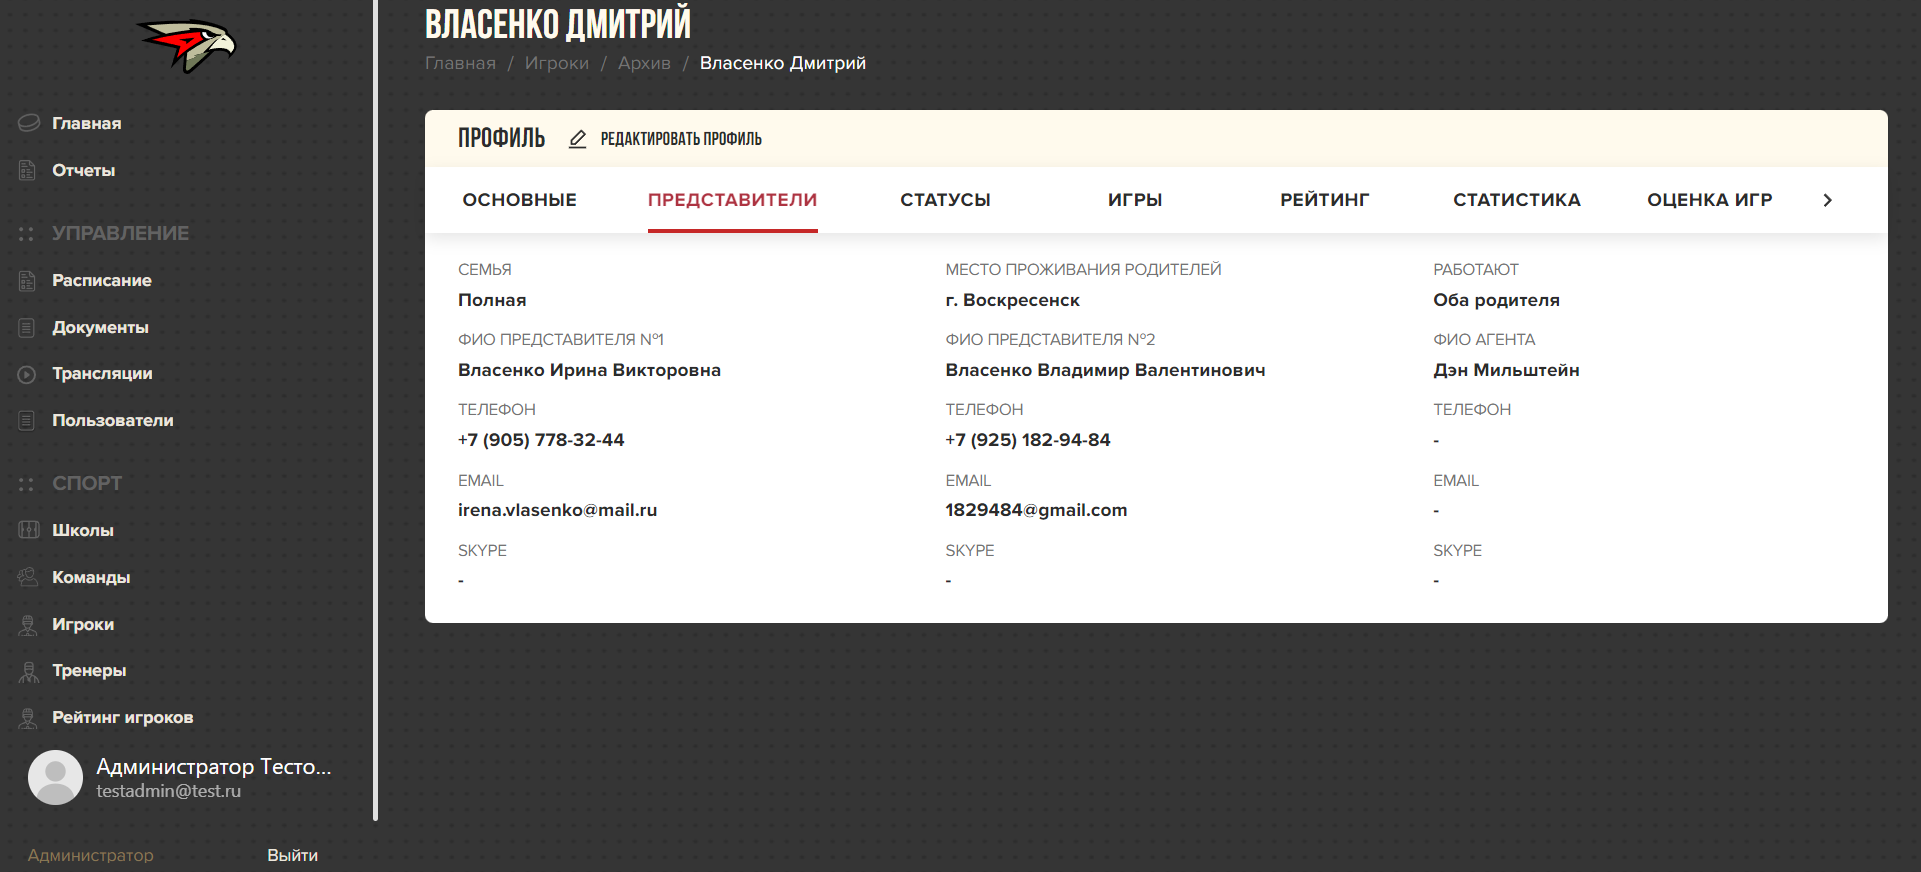 ВЛАСЕНКО ДМИТРИЙ
Главная / Игроки / Архив / Власенко Дмитрий
Главная
Отчеты
УПРАВЛЕНИЕ
Расписание
Документы
Трансляции
Пользователи
СПОРТ
Школы
Команды
Игроки
Тренеры
Рейтинг игроков
Администратор Тесто...
testadmin@test.ru
Администратор Выйти
ПРОФИЛЬ РЕДАКТИРОВАТЬ ПРОФИЛЬ
ОСНОВНЫЕ ПРЕДСТАВИТЕЛИ СТАТУСЫ ИГРЫ РЕЙТИНГ СТАТИСТИКА ОЦЕНКА ИГР
СЕМЬЯ МЕСТО ПРОЖИВАНИЯ РОДИТЕЛЕЙ РАБОТАЮТ
Полная г. Воскресенск Оба родителя
ФИО ПРЕДСТАВИТЕЛЯ №1 ФИО ПРЕДСТАВИТЕЛЯ №2 ФИО АГЕНТА
Власенко Ирина Викторовна Власенко Владимир Валентинович Дэн Мильштейн
ТЕЛЕФОН ТЕЛЕФОН ТЕЛЕФОН
+7 (905) 778-32-44 +7 (925) 182-94-84 -
EMAIL EMAIL EMAIL
irena.vlasenko@mail.ru 1829484@gmail.com -
SKYPE SKYPE SKYPE
- - -